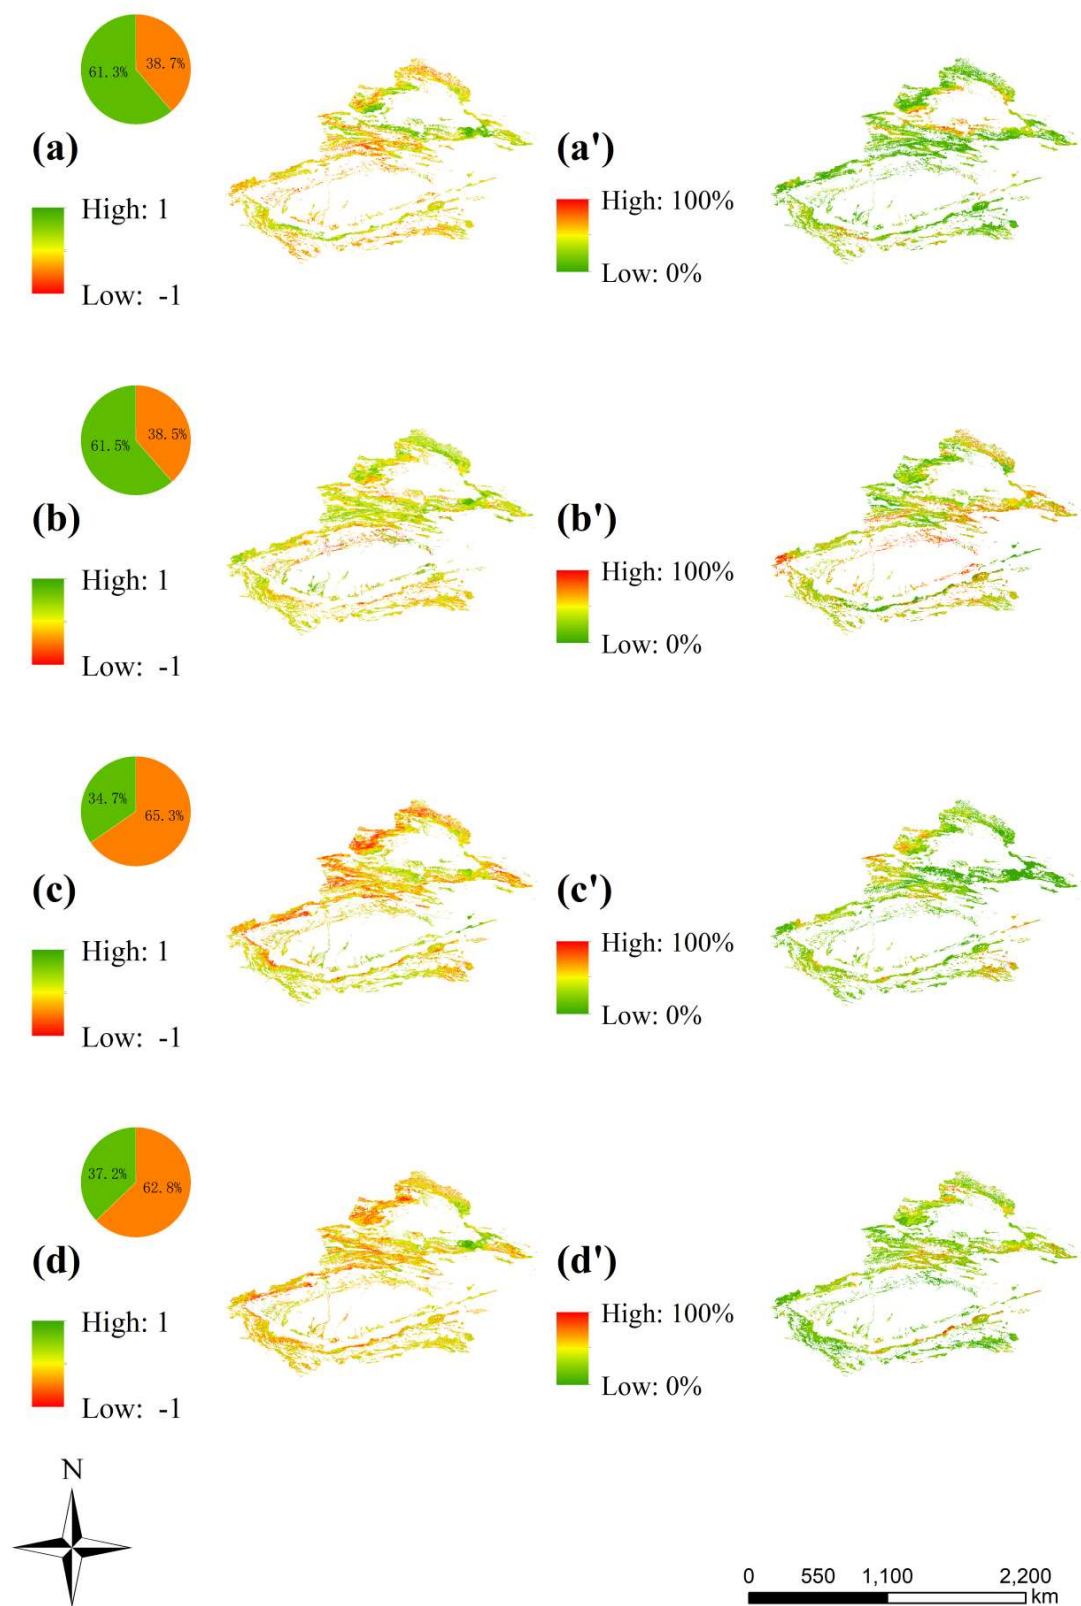 61.3% 38.7%
(a) (a')
High: 1 High: 100%
Low: -1 Low: 0%
61.5% 38.5%
(b) (b')
High: 1 High: 100%
Low: -1 Low: 0%
34.7% 65.3%
(c) (c')
High: 1 High: 100%
Low: -1 Low: 0%
37.2% 62.8%
(d) (d')
High: 1 High: 100%
Low: -1 Low: 0%
N
0 550 1,100 2,200
km